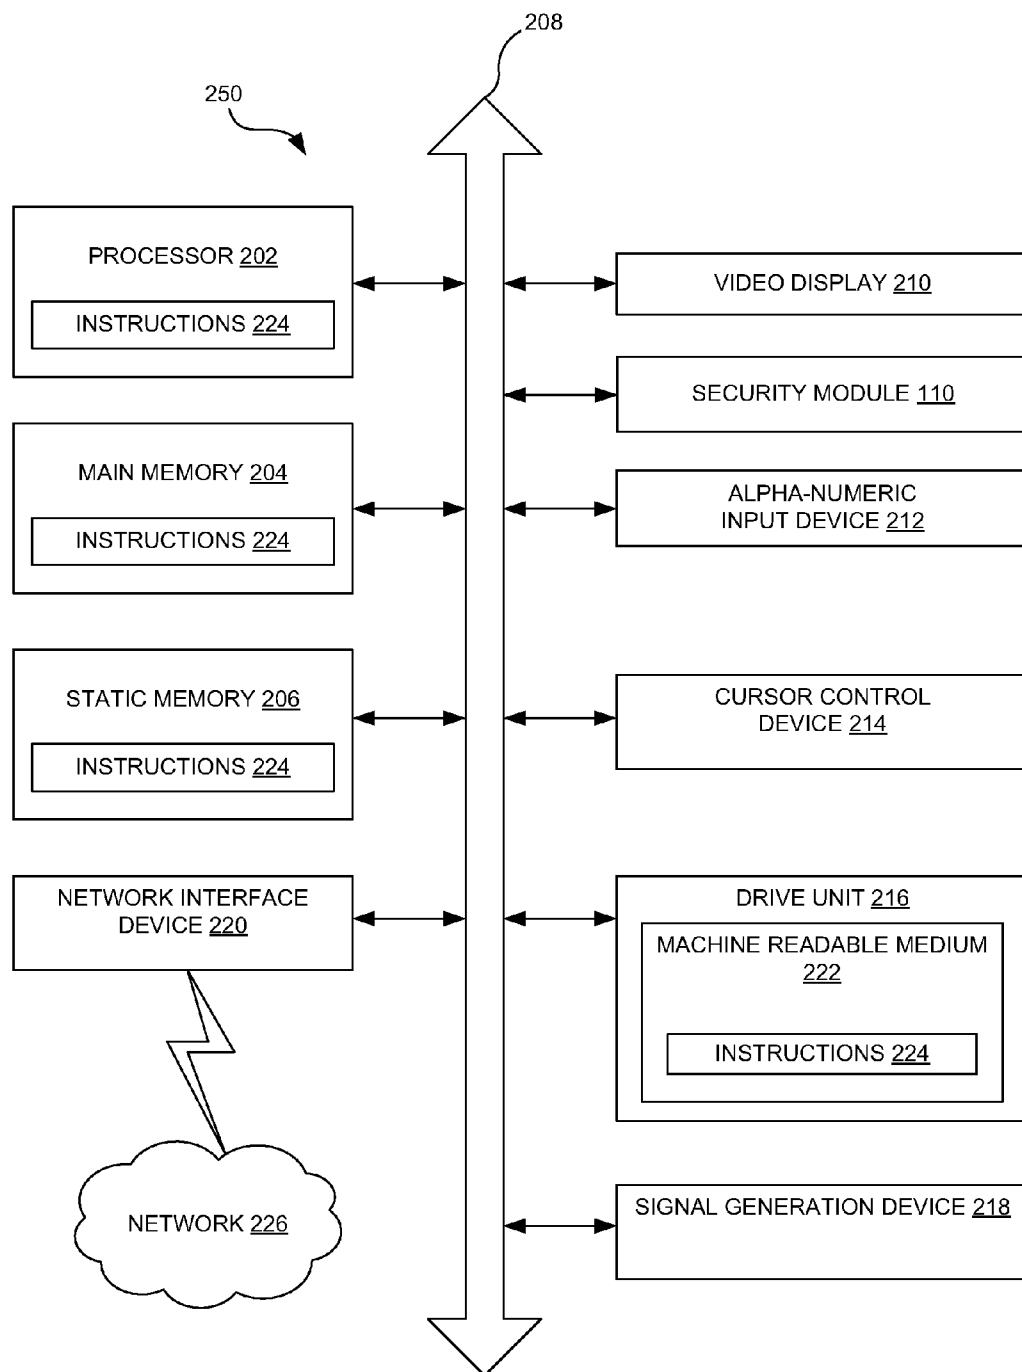 208
250
PROCESSOR 202
INSTRUCTIONS 224
MAIN MEMORY 204
INSTRUCTIONS 224
STATIC MEMORY 206
INSTRUCTIONS 224
NETWORK INTERFACE
DEVICE 220
NETWORK 226
VIDEO DISPLAY 210
SECURITY MODULE 110
ALPHA-NUMERIC
INPUT DEVICE 212
CURSOR CONTROL
DEVICE 214
DRIVE UNIT 216
MACHINE READABLE MEDIUM
222
INSTRUCTIONS 224
SIGNAL GENERATION DEVICE 218